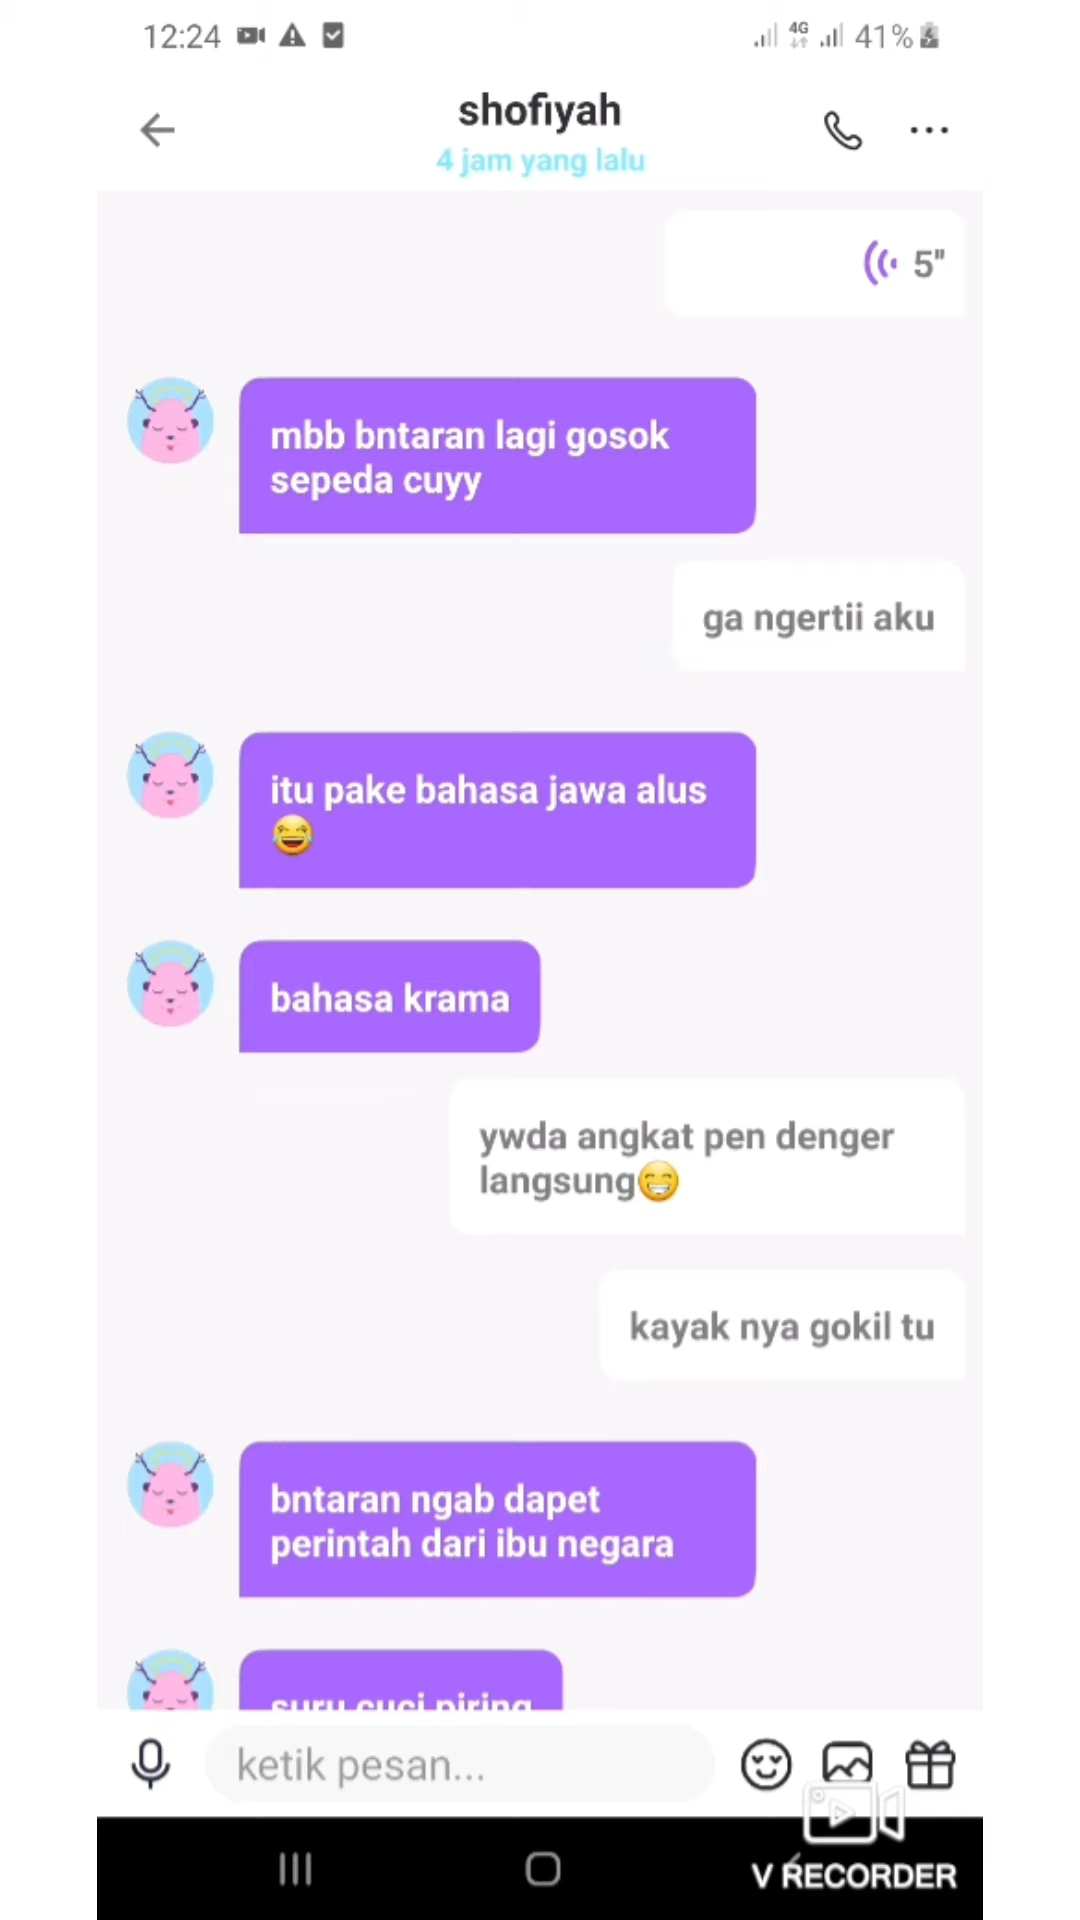 12:24
4G
41%
shofiyah
4 jam yang lalu
5"
mbb bntaran lagi gosok
sepeda cuyy
ga ngertii aku
itu pake bahasa jawa alus
😂
bahasa krama
ywda angkat pen denger
langsung😁
kayak nya gokil tu
bntaran ngab dapet
perintah dari ibu negara
suru cuci piring
ketik pesan...
V RECORDER